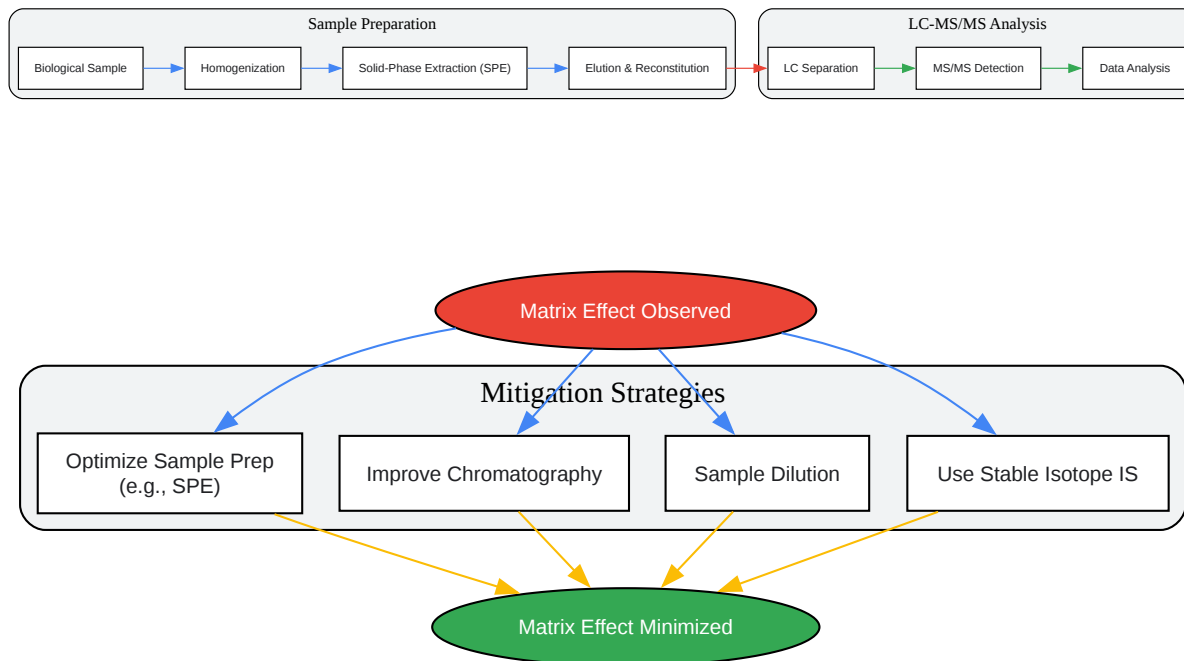 Sample Preparation
LC-MS/MS Analysis
Biological Sample
Homogenization
Solid-Phase Extraction (SPE)
Elution & Reconstitution
LC Separation
MS/MS Detection
Data Analysis
Matrix Effect Observed
Mitigation Strategies
Optimize Sample Prep
(e.g., SPE)
Improve Chromatography
Sample Dilution
Use Stable Isotope IS
Matrix Effect Minimized